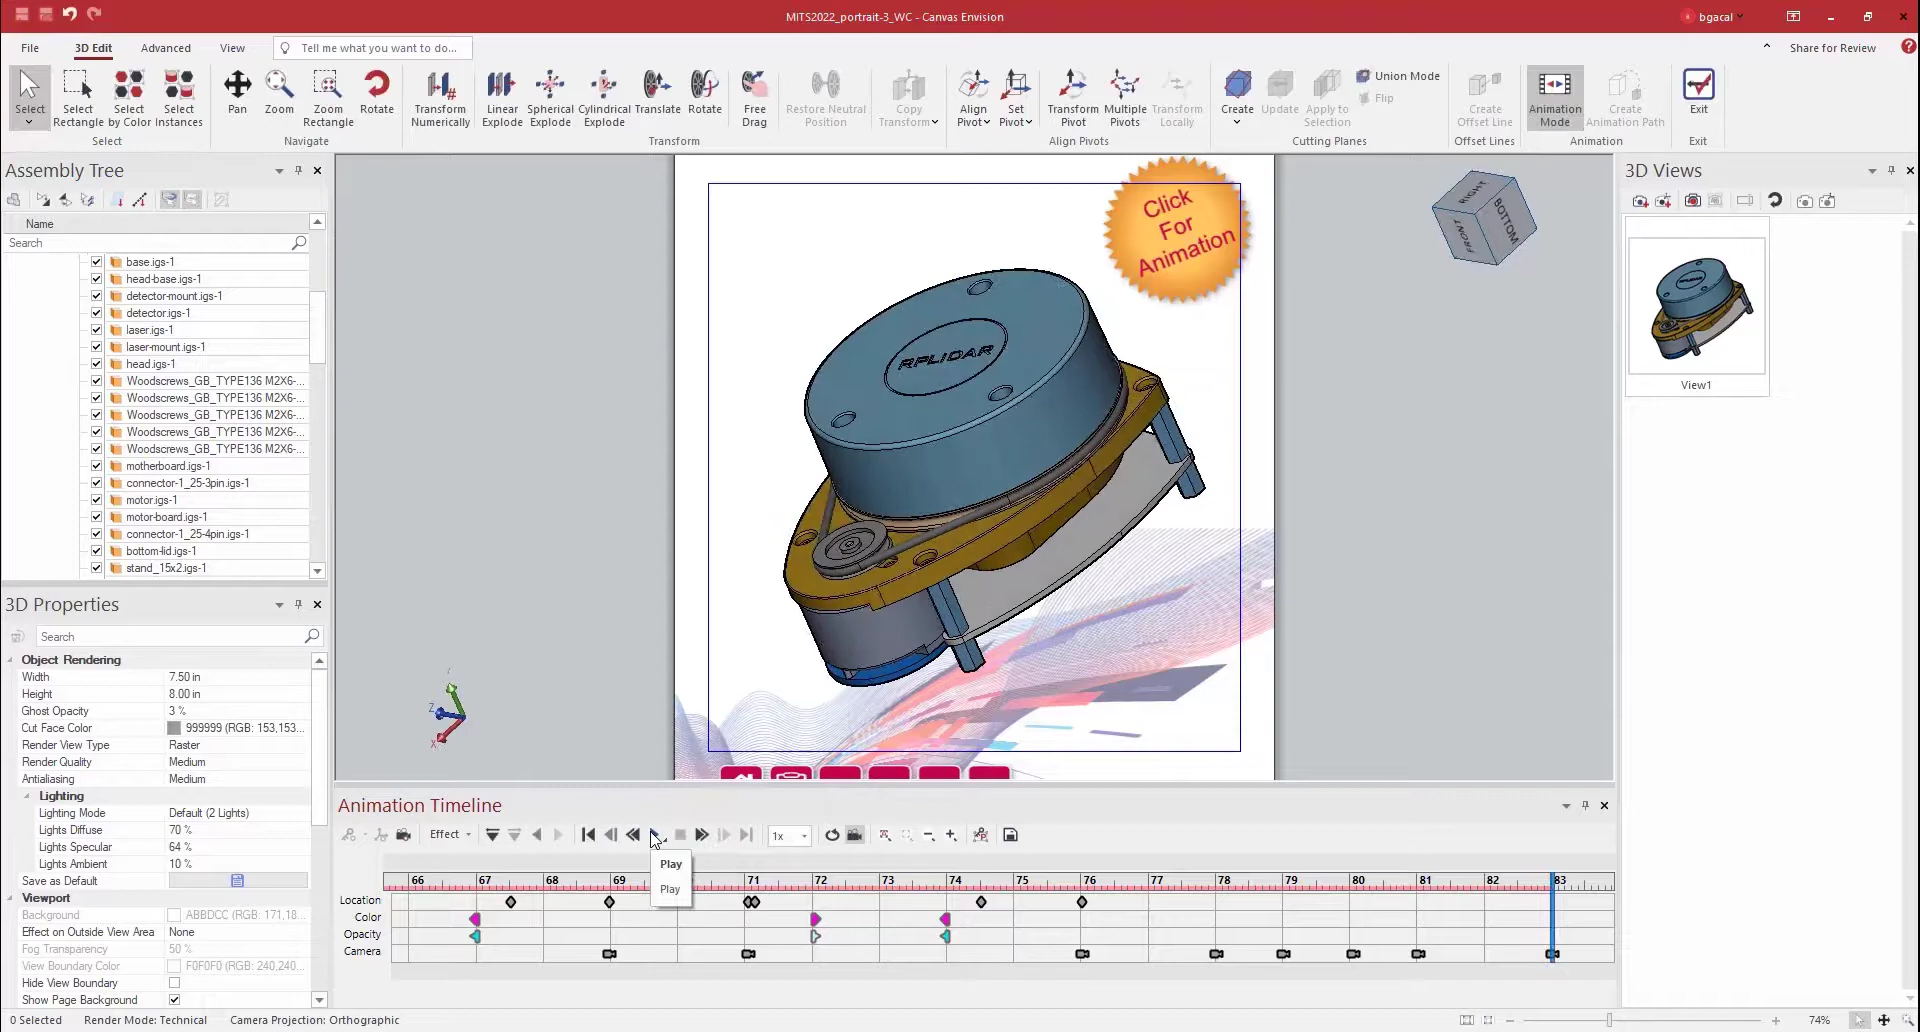 MITS2022_portrait-3_WC - Canvas Envision
bgacal
File
3D Edit
Advanced
View
Tell me what you want to do...
Share for Review
Select
Select Rectangle
Select by Color
Select Instances
Select
Pan
Zoom
Zoom Rectangle
Rotate
Navigate
Transform Numerically
Linear Explode
Spherical Explode
Cylindrical Explode
Translate
Rotate
Free Drag
Restore Neutral Position
Copy Transform
Transform
Align Pivot
Set Pivot
Transform Pivot
Multiple Pivots
Transform Locally
Align Pivots
Create
Update
Apply to Selection
Union Mode
Flip
Cutting Planes
Create Offset Line
Offset Lines
Animation Mode
Create Animation Path
Animation
Exit
Exit
Assembly Tree
Name
Search
base.igs-1
head-base.igs-1
detector-mount.igs-1
detector.igs-1
laser.igs-1
laser-mount.igs-1
head.igs-1
Woodscrews_GB_TYPE136 M2X6-...
Woodscrews_GB_TYPE136 M2X6-...
Woodscrews_GB_TYPE136 M2X6-...
Woodscrews_GB_TYPE136 M2X6-...
Woodscrews_GB_TYPE136 M2X6-...
motherboard.igs-1
connector-1_25-3pin.igs-1
motor.igs-1
motor-board.igs-1
connector-1_25-4pin.igs-1
bottom-lid.igs-1
stand_15x2.igs-1
3D Properties
Search
Object Rendering
Width 7.50 in
Height 8.00 in
Ghost Opacity 3 %
Cut Face Color 999999 (RGB: 153,153...
Render View Type Raster
Render Quality Medium
Antialiasing Medium
Lighting
Lighting Mode Default (2 Lights)
Lights Diffuse 70 %
Lights Specular 64 %
Lights Ambient 10 %
Save as Default
Viewport
Background ABBDCC (RGB: 171,18...
Effect on Outside View Area None
Fog Transparency 50 %
View Boundary Color F0F0F0 (RGB: 240,240...
Hide View Boundary
Show Page Background
Click
For
Animation
RPLIDAR
RIGHT
FRONT
BOTTOM
Z
X
3D Views
View1
Animation Timeline
Effect
1x
Play
Play
66 67 68 69 71 72 73 74 75 76 77 78 79 80 81 82 83
Location
Color
Opacity
Camera
0 Selected
Render Mode: Technical
Camera Projection: Orthographic
74%